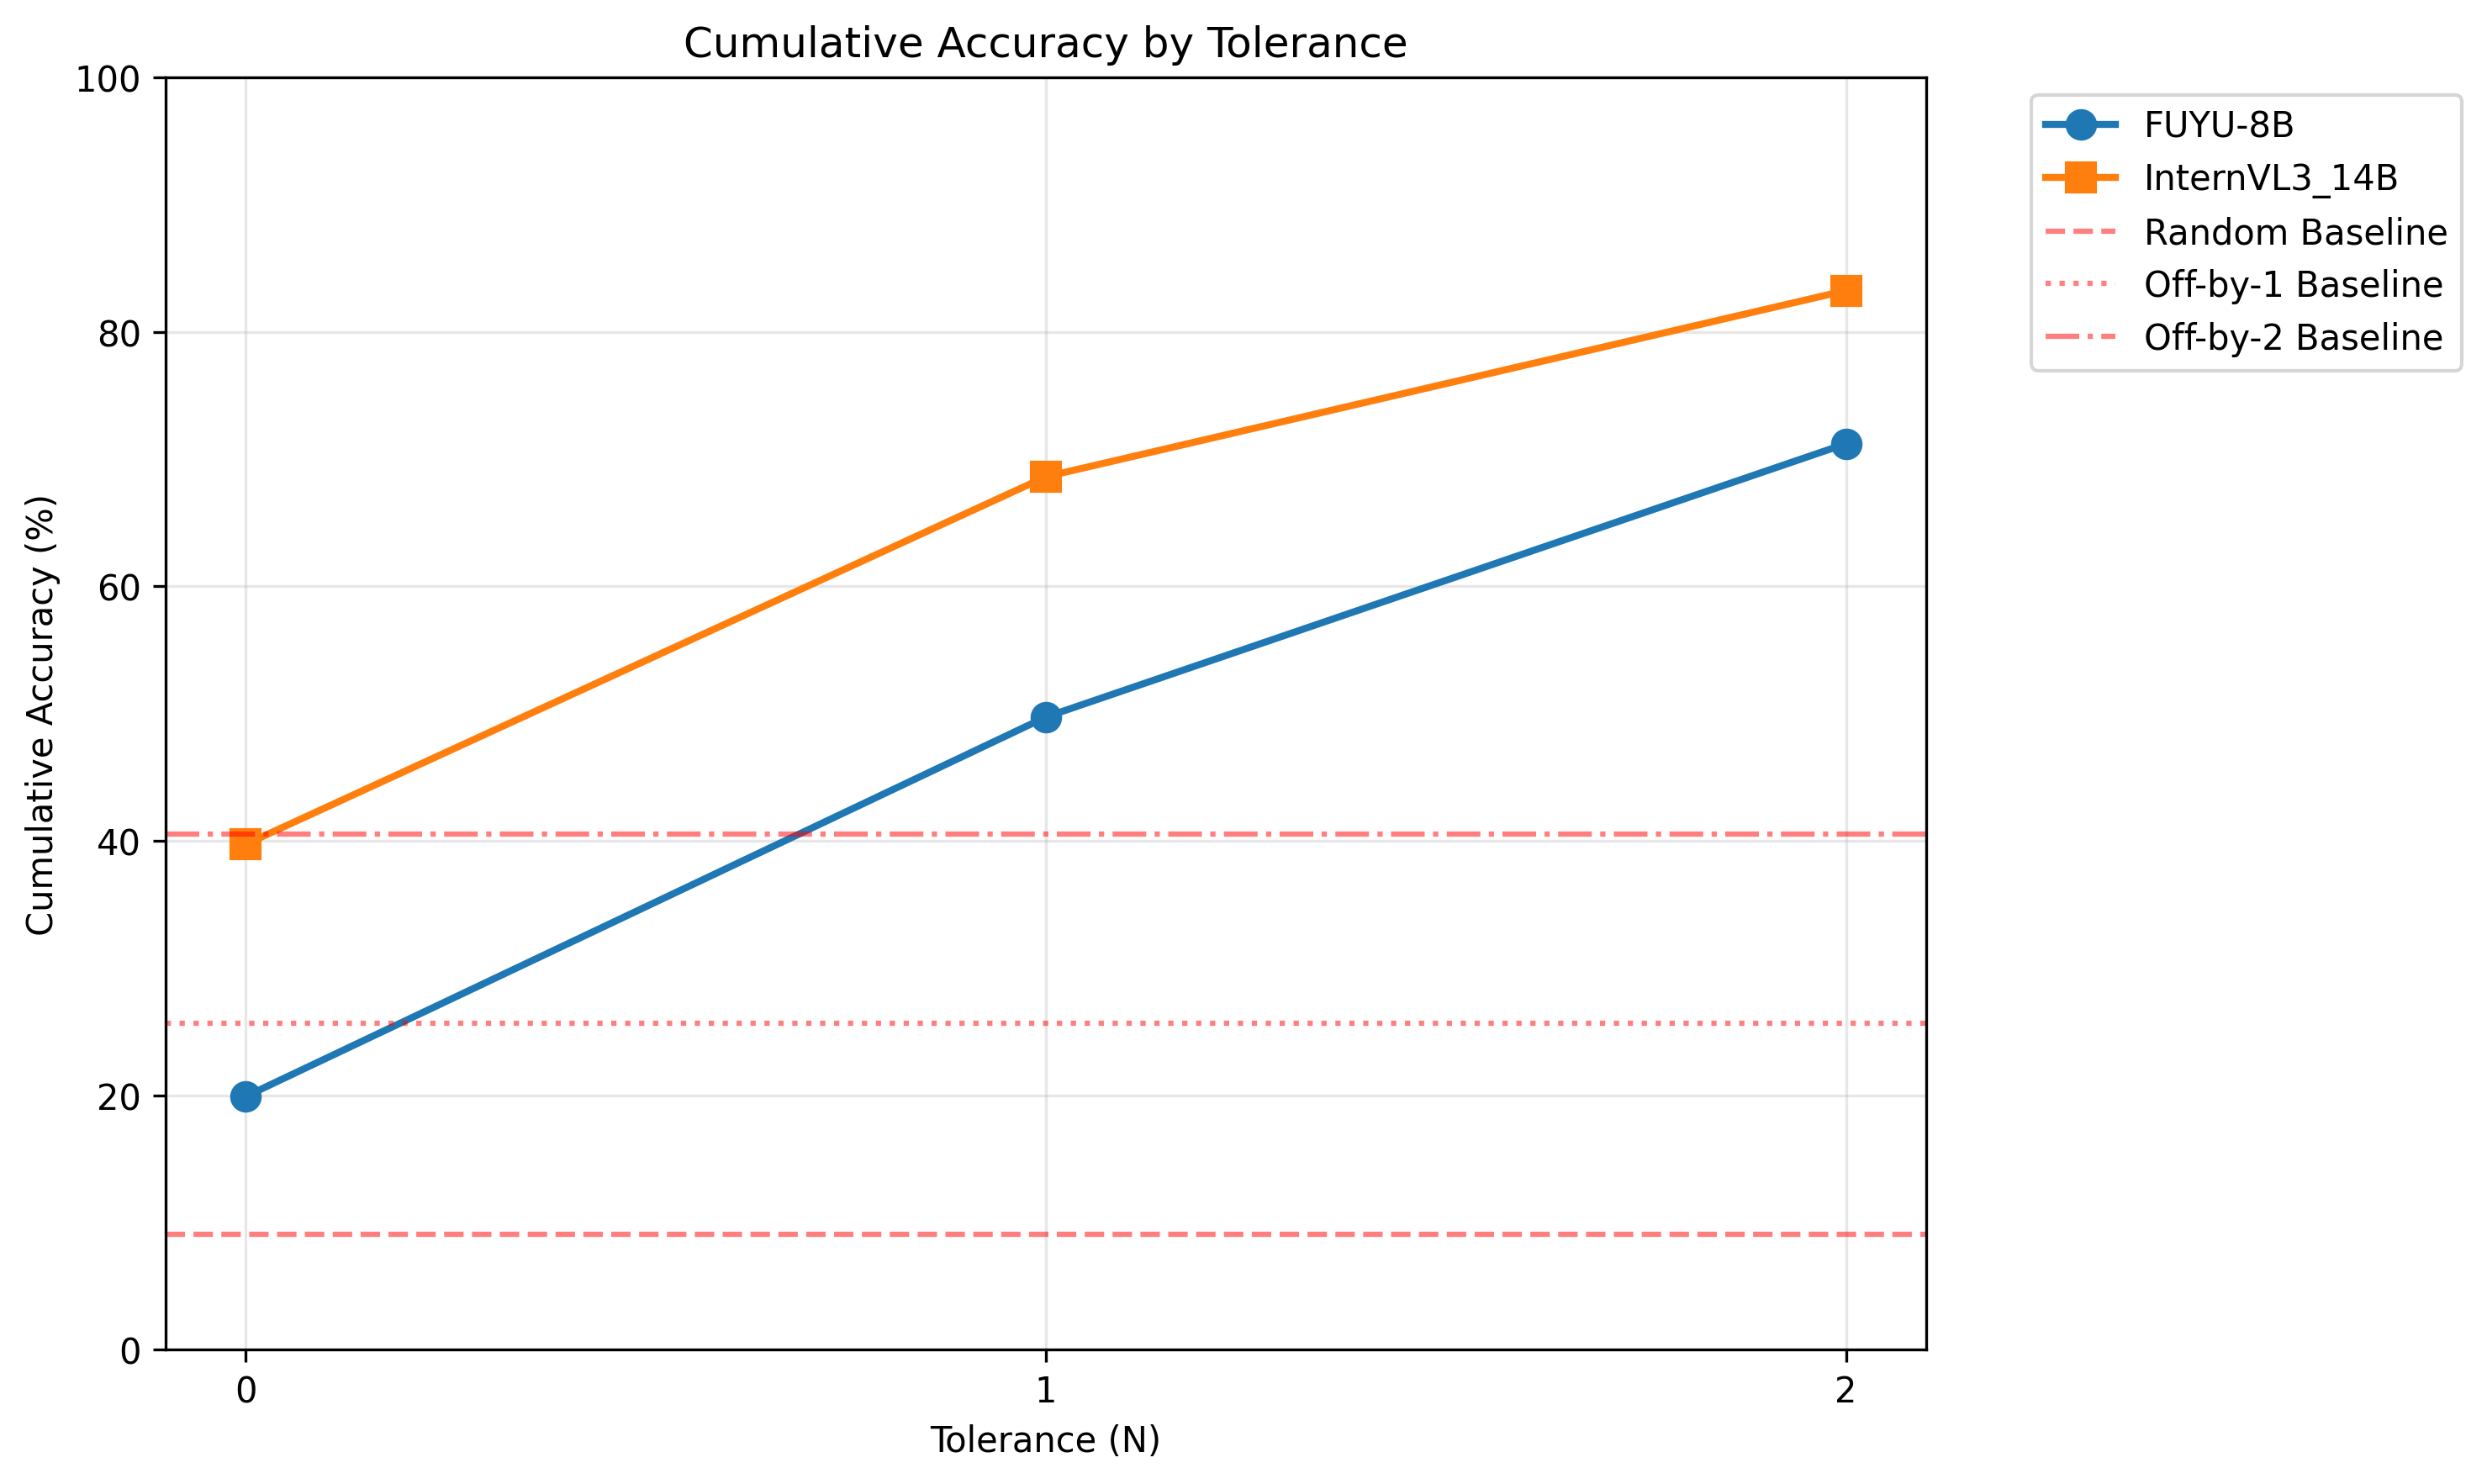 Cumulative Accuracy by Tolerance
100
80
60
40
20
0
Cumulative Accuracy (%)
0
1
2
Tolerance (N)
FUYU-8B
InternVL3_14B
Random Baseline
Off-by-1 Baseline
Off-by-2 Baseline